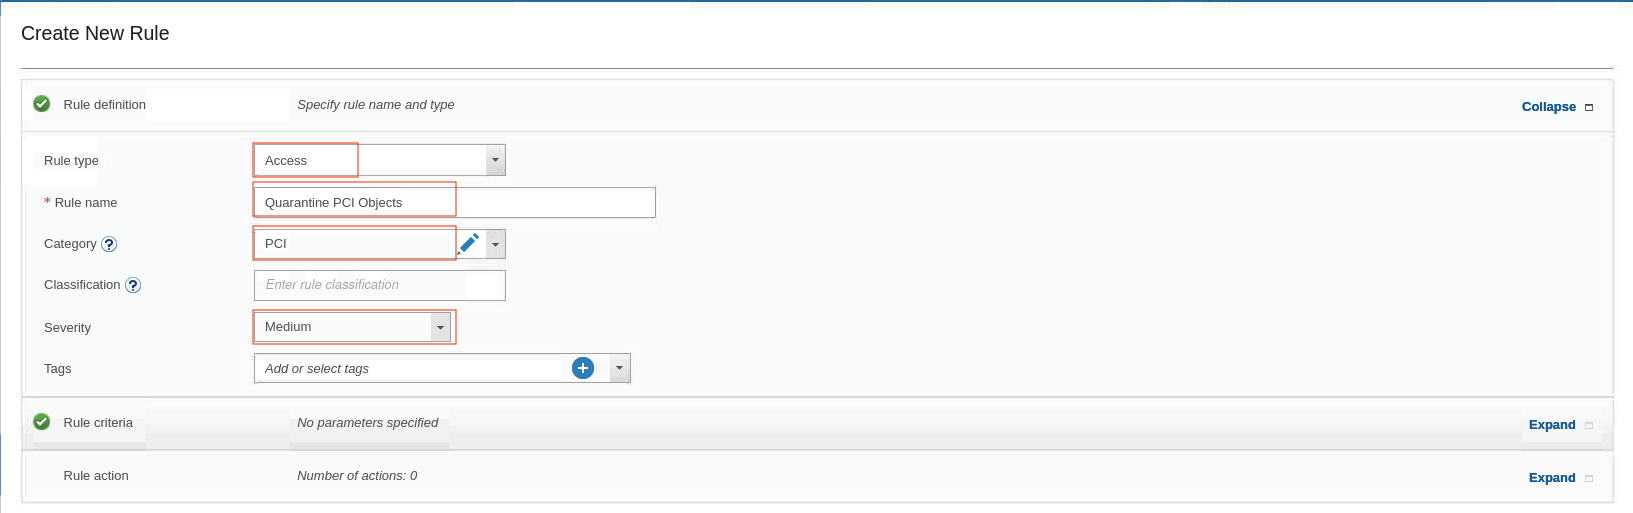 Create New Rule
Rule definition Specify rule name and type Collapse
Rule type Access
* Rule name Quarantine PCI Objects
Category ? PCI
Classification ? Enter rule classification
Severity Medium
Tags Add or select tags
Rule criteria No parameters specified Expand
Rule action Number of actions: 0 Expand